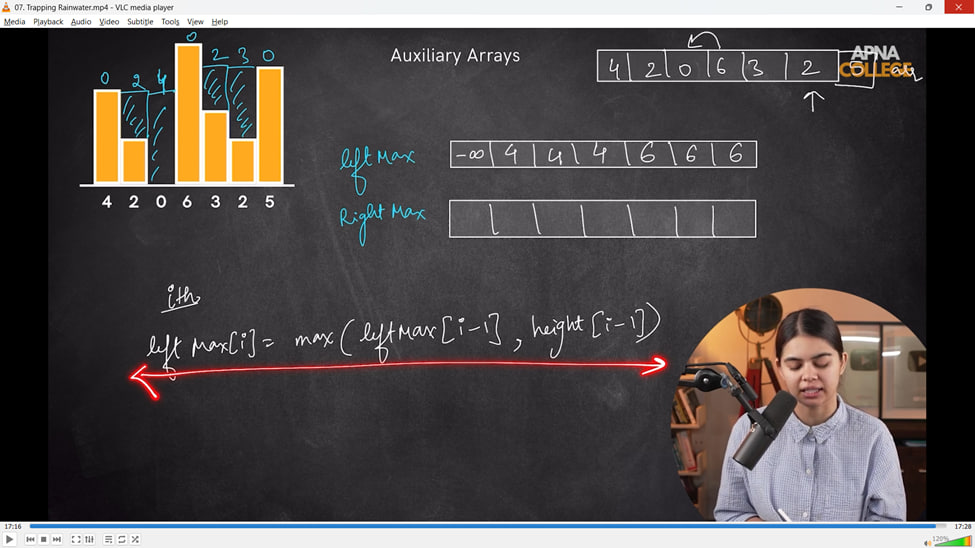 07. Trapping Rainwater.mp4 - VLC media player
Media Playback Audio Video Subtitle Tools View Help
Auxiliary Arrays
APNA
COLLEGE
4 2 0 6 3 2 5
0 2 4 0 2 3 0
4 2 0 6 3 2 5
left Max
-∞ 4 4 4 6 6 6
Right Max
ith
left Max[i] = max(leftMax[i-1], height[i-1])
17:16
17:28
120%